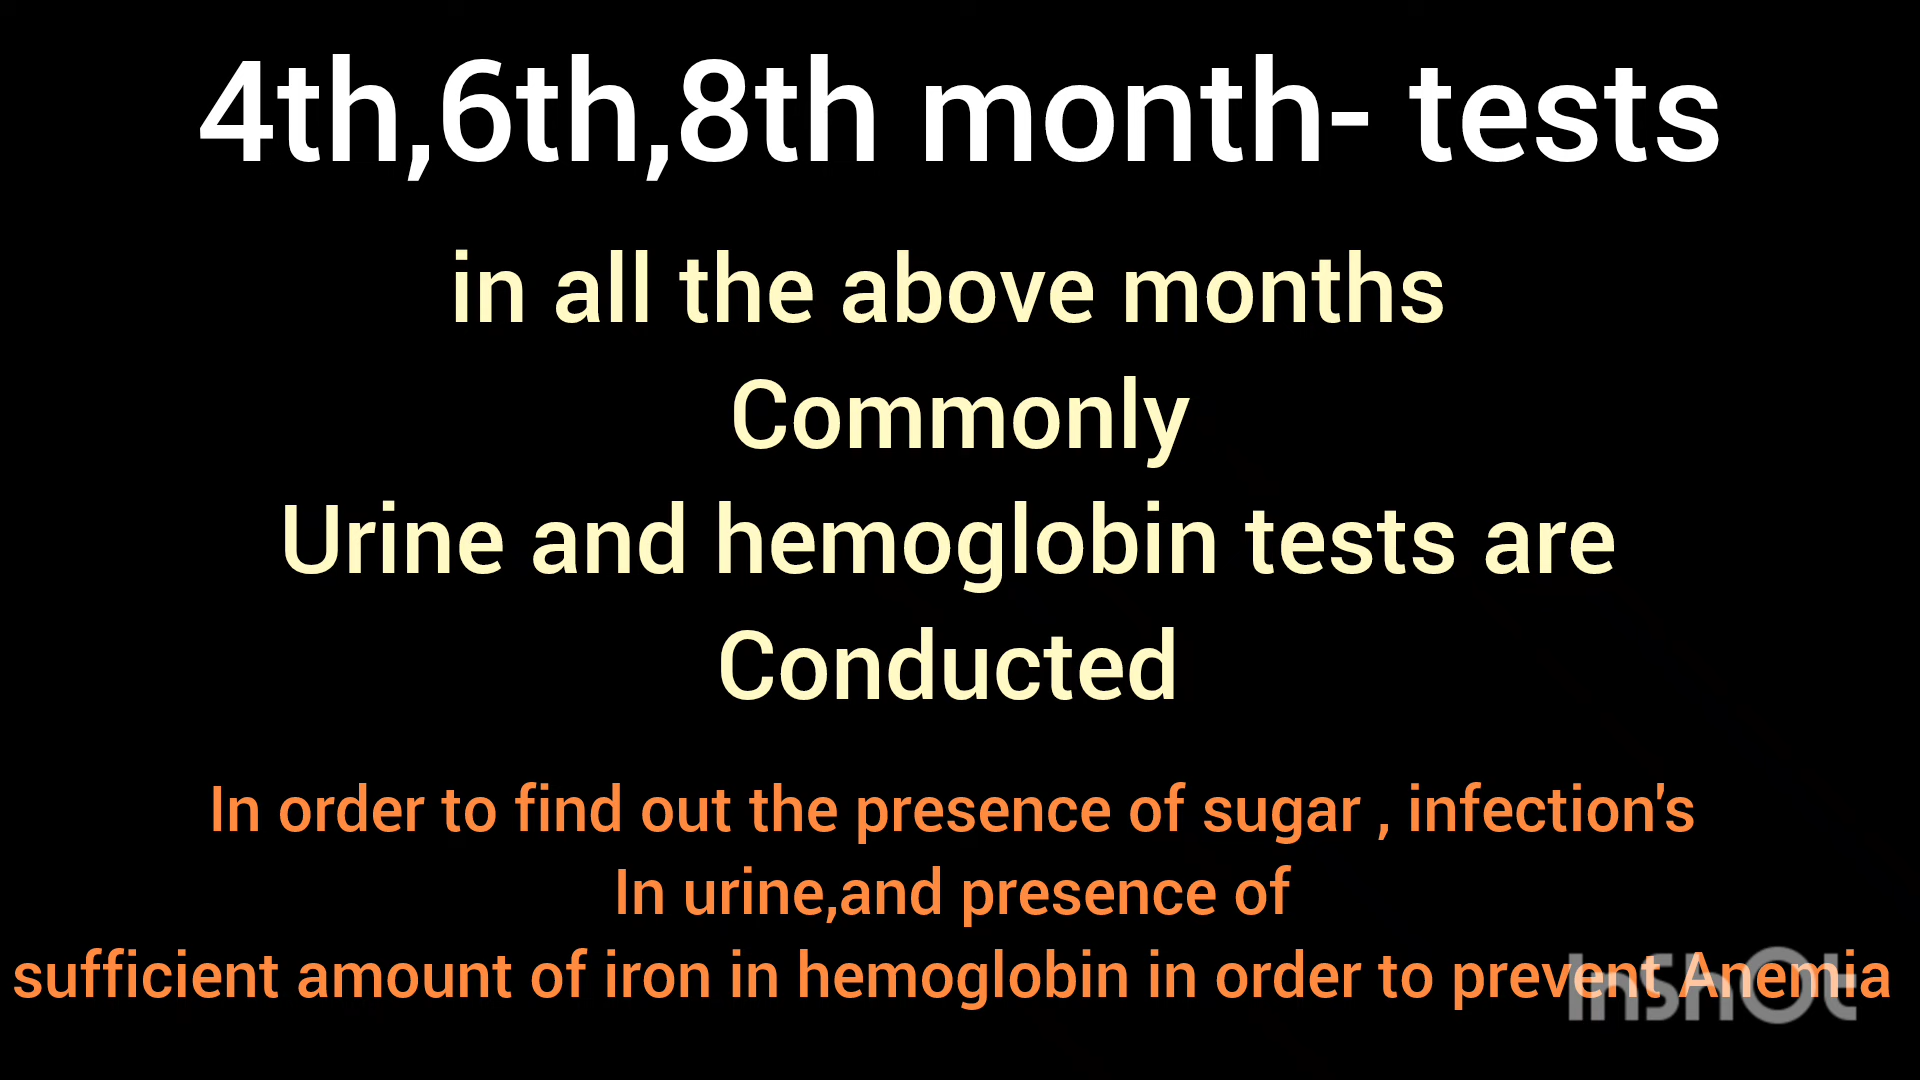 4th,6th,8th month- tests
in all the above months
Commonly
Urine and hemoglobin tests are
Conducted
In order to find out the presence of sugar , infection's
In urine,and presence of
sufficient amount of iron in hemoglobin in order to prevent Anemia
InShOt